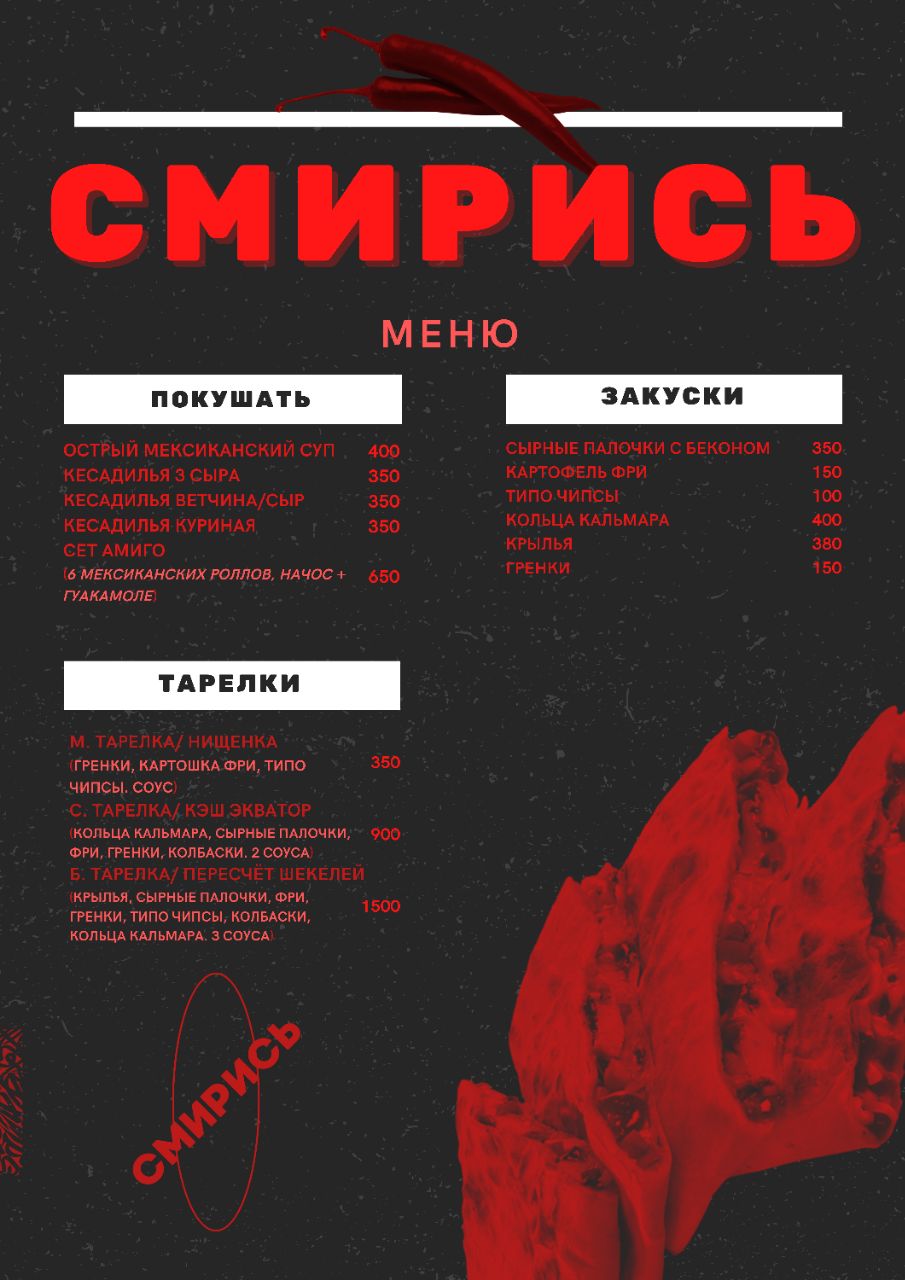 СМИРИСЬ
МЕНЮ
ПОКУШАТЬ
ОСТРЫЙ МЕКСИКАНСКИЙ СУП 400
КЕСАДИЛЬЯ 3 СЫРА 350
КЕСАДИЛЬЯ ВЕТЧИНА/СЫР 350
КЕСАДИЛЬЯ КУРИНАЯ 350
СЕТ АМИГО
(6 МЕКСИКАНСКИХ РОЛЛОВ, НАЧОС + 650
ГУАКАМОЛЕ)
ЗАКУСКИ
СЫРНЫЕ ПАЛОЧКИ С БЕКОНОМ 350
КАРТОФЕЛЬ ФРИ 150
ТИПО ЧИПСЫ 100
КОЛЬЦА КАЛЬМАРА 400
КРЫЛЬЯ 380
ГРЕНКИ 150
ТАРЕЛКИ
М. ТАРЕЛКА/ НИЩЕНКА
(ГРЕНКИ, КАРТОШКА ФРИ, ТИПО 350
ЧИПСЫ. СОУС)
С. ТАРЕЛКА/ КЭШ ЭКВАТОР
(КОЛЬЦА КАЛЬМАРА, СЫРНЫЕ ПАЛОЧКИ, 900
ФРИ, ГРЕНКИ, КОЛБАСКИ. 2 СОУСА)
Б. ТАРЕЛКА/ ПЕРЕСЧЁТ ШЕКЕЛЕЙ
(КРЫЛЬЯ, СЫРНЫЕ ПАЛОЧКИ, ФРИ,
ГРЕНКИ, ТИПО ЧИПСЫ, КОЛБАСКИ, 1500
КОЛЬЦА КАЛЬМАРА. 3 СОУСА)
СМИРИСЬ